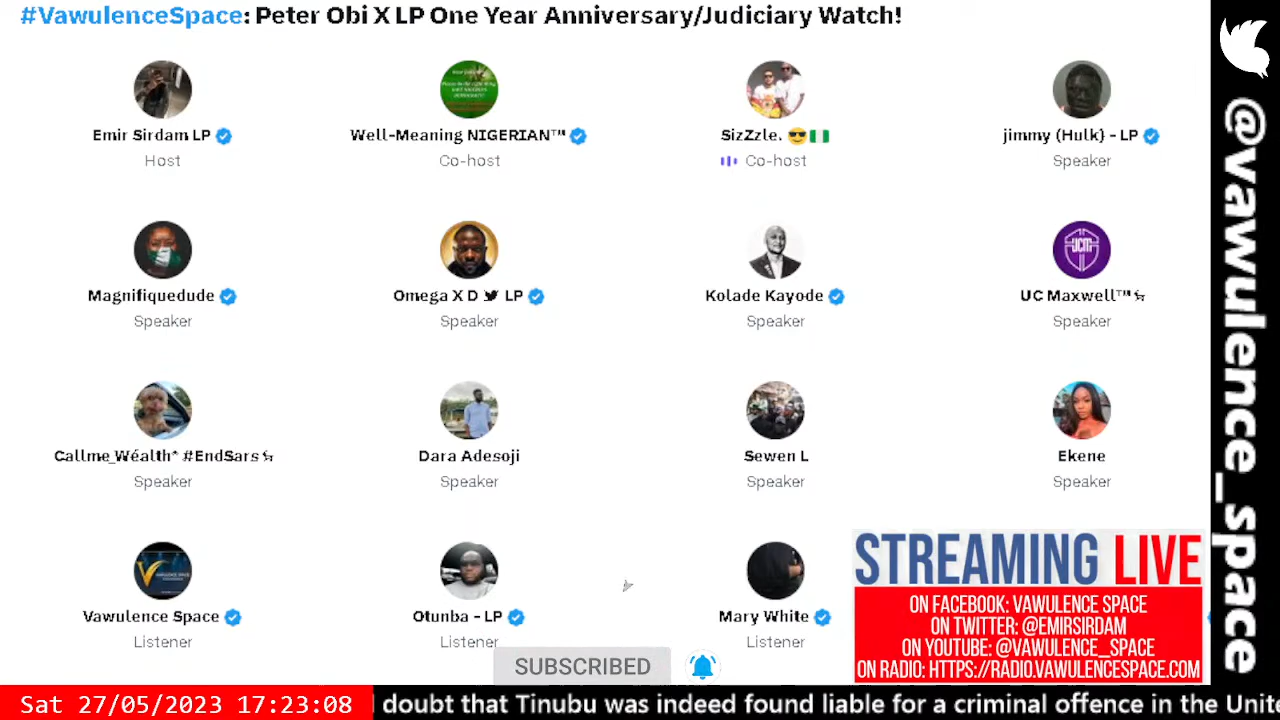 #VawulenceSpace: Peter Obi X LP One Year Anniversary/Judiciary Watch!
Emir Sirdam LP
Host
Well-Meaning NIGERIAN™
Co-host
SizZzle. 😎🇳🇬
Co-host
jimmy (Hulk) - LP
Speaker
Magnifiquedude
Speaker
Omega X D LP
Speaker
Kolade Kayode
Speaker
UCM
UC Maxwell™
Speaker
Callme_Wéalth* #EndSars
Speaker
Dara Adesoji
Speaker
Sewen L
Speaker
Ekene
Speaker
Vawulence Space
Listener
Otunba - LP
Listener
Mary White
Listener
STREAMING LIVE
ON FACEBOOK: VAWULENCE SPACE
ON TWITTER: @EMIRSIRDAM
ON YOUTUBE: @VAWULENCE_SPACE
ON RADIO: HTTPS://RADIO.VAWULENCESPACE.COM
SUBSCRIBED
@vawulence_space
Sat 27/05/2023 17:23:08
doubt that Tinubu was indeed found liable for a criminal offence in the Unite